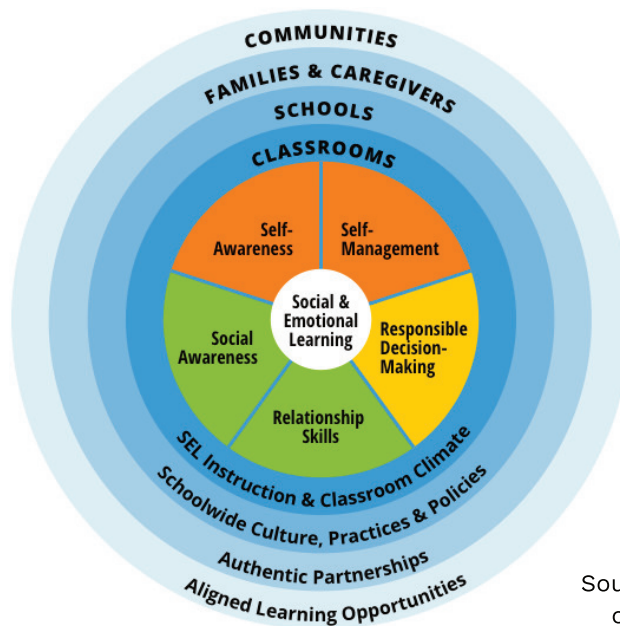 COMMUNITIES
FAMILIES & CAREGIVERS
SCHOOLS
CLASSROOMS
Self-
Awareness
Self-
Management
Social &
Emotional
Learning
Social
Awareness
Responsible
Decision-
Making
Relationship
Skills
SEL Instruction & Classroom Climate
Schoolwide Culture, Practices & Policies
Authentic Partnerships
Aligned Learning Opportunities